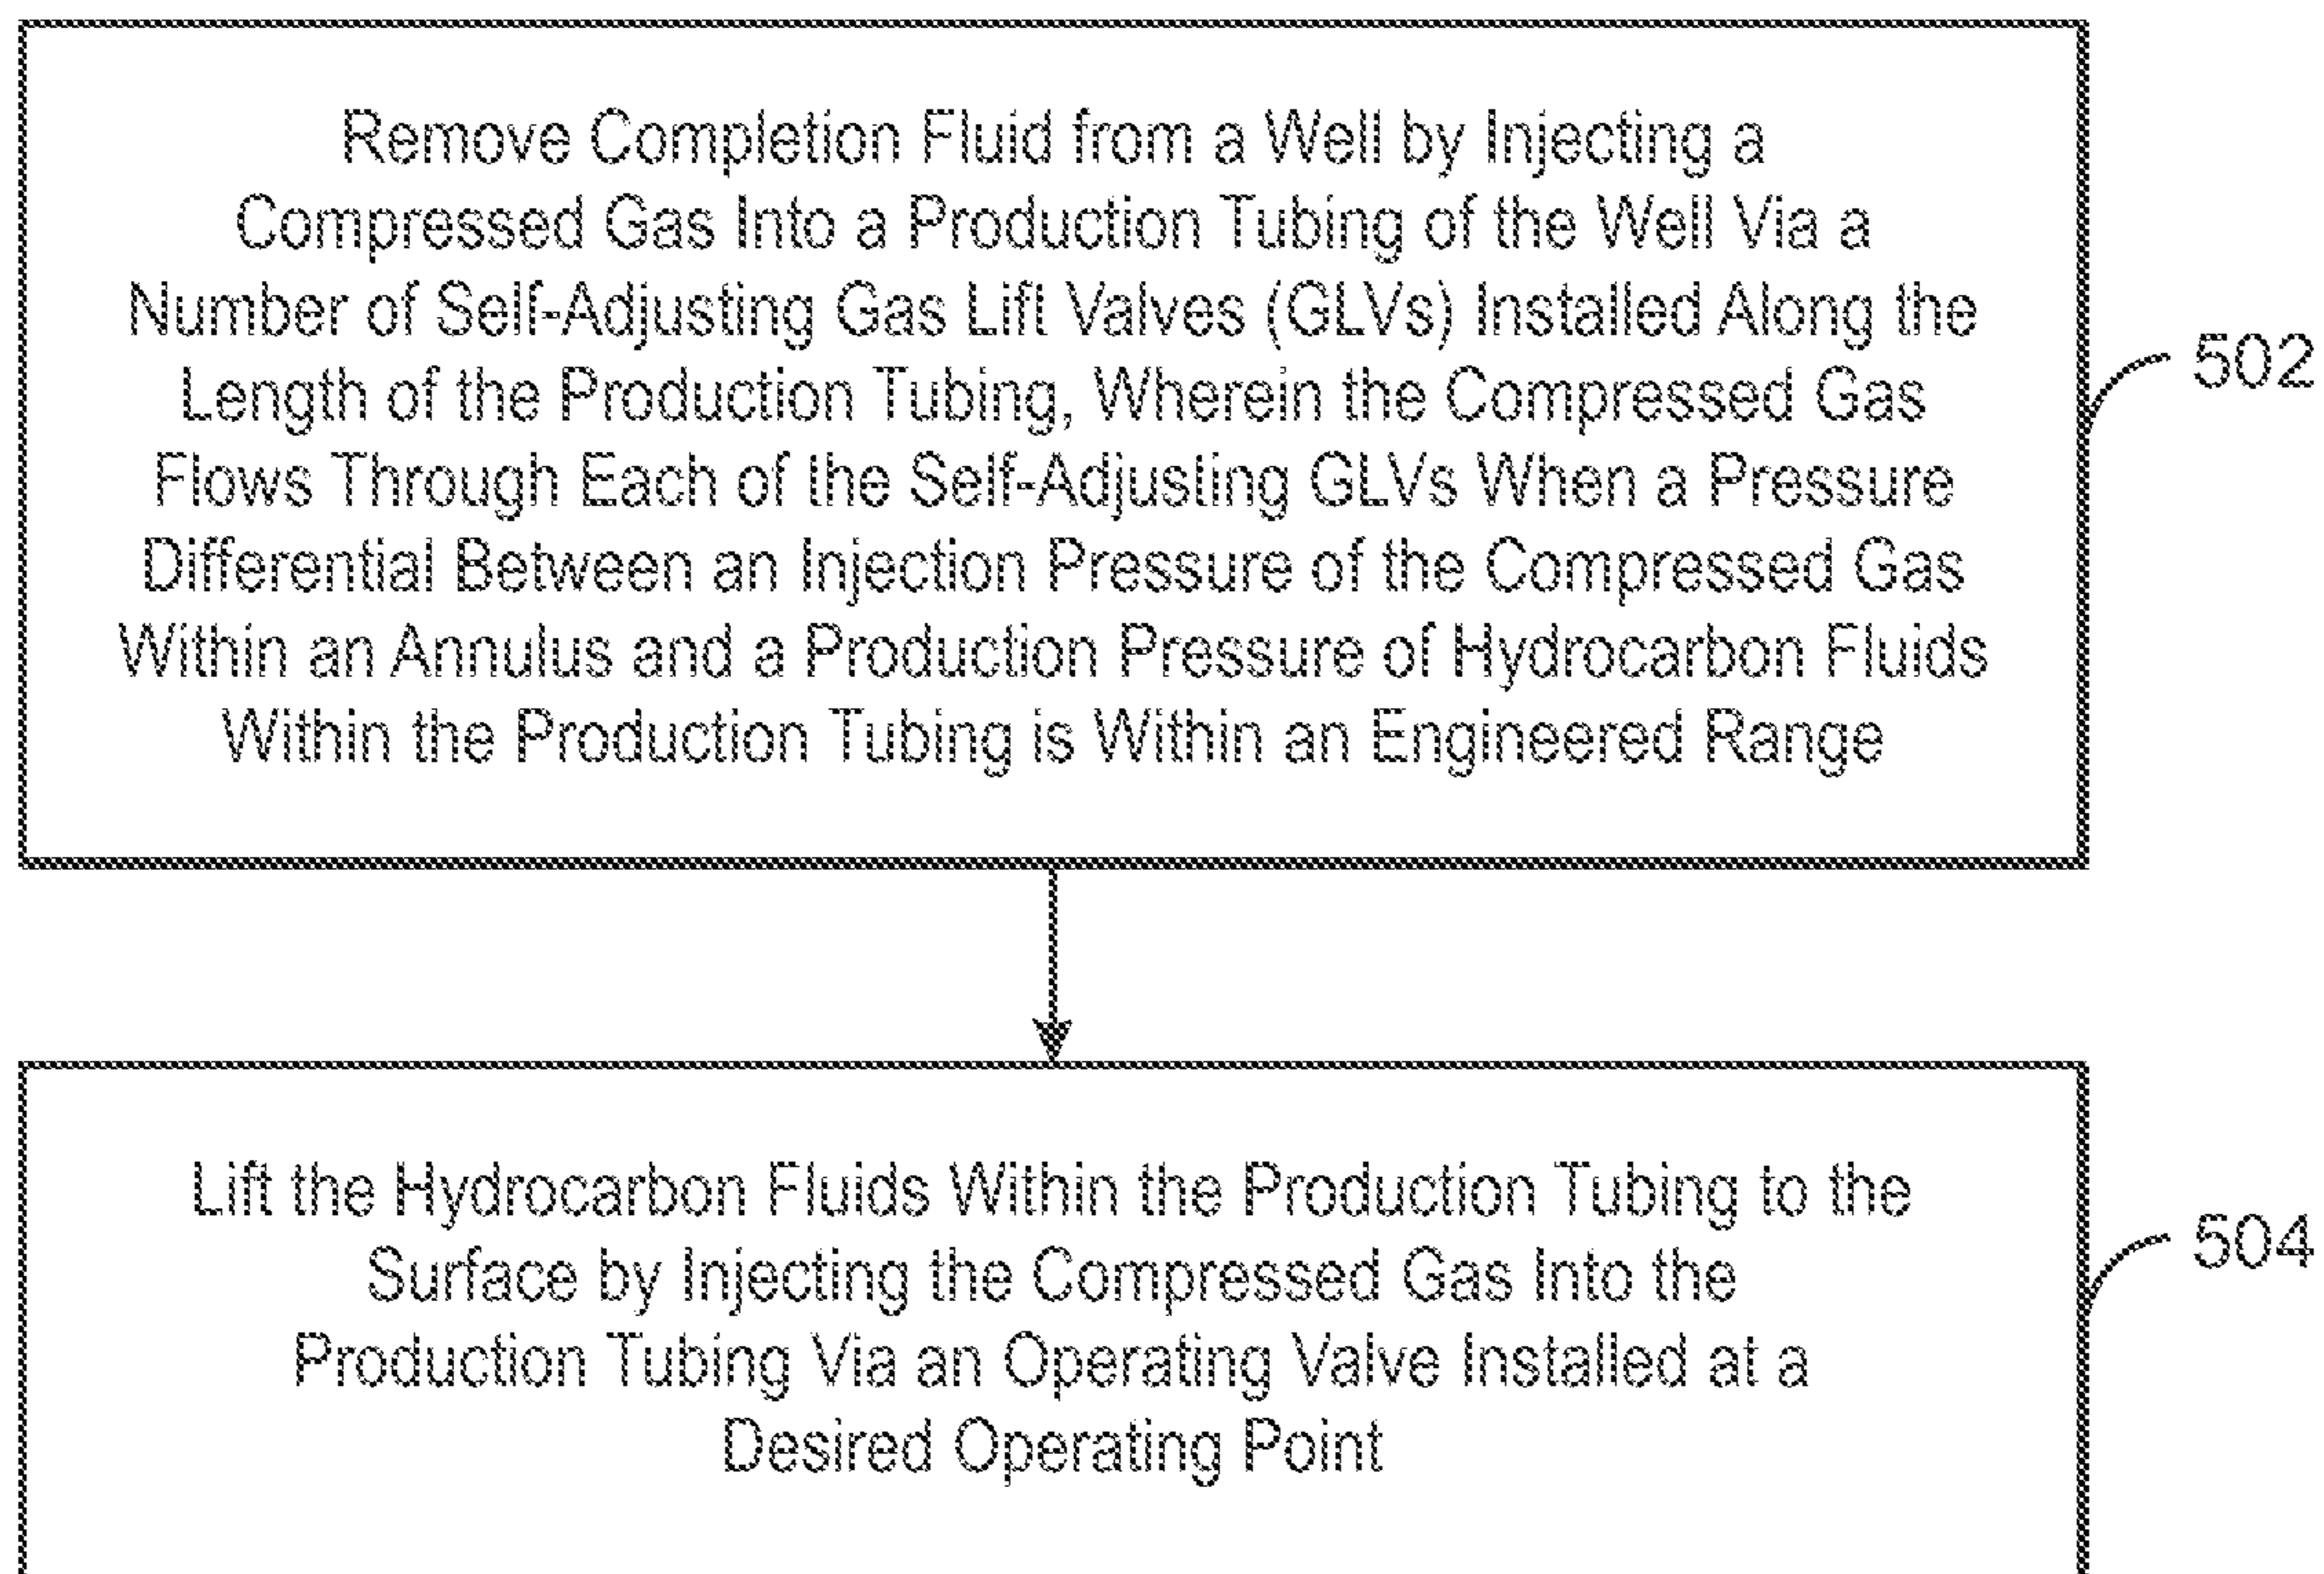 Remove Completion Fluid from a Well by Injecting a
Compressed Gas Into a Production Tubing of the Well Via a
Number of Self-Adjusting Gas Lift Valves (GLVs) Installed Along the
Length of the Production Tubing, Wherein the Compressed Gas
Flows Through Each of the Self-Adjusting GLVs When a Pressure
Differential Between an Injection Pressure of the Compressed Gas
Within an Annulus and a Production Pressure of Hydrocarbon Fluids
Within the Production Tubing is Within an Engineered Range
502
Lift the Hydrocarbon Fluids Within the Production Tubing to the
Surface by Injecting the Compressed Gas Into the
Production Tubing Via an Operating Valve Installed at a
Desired Operating Point
504